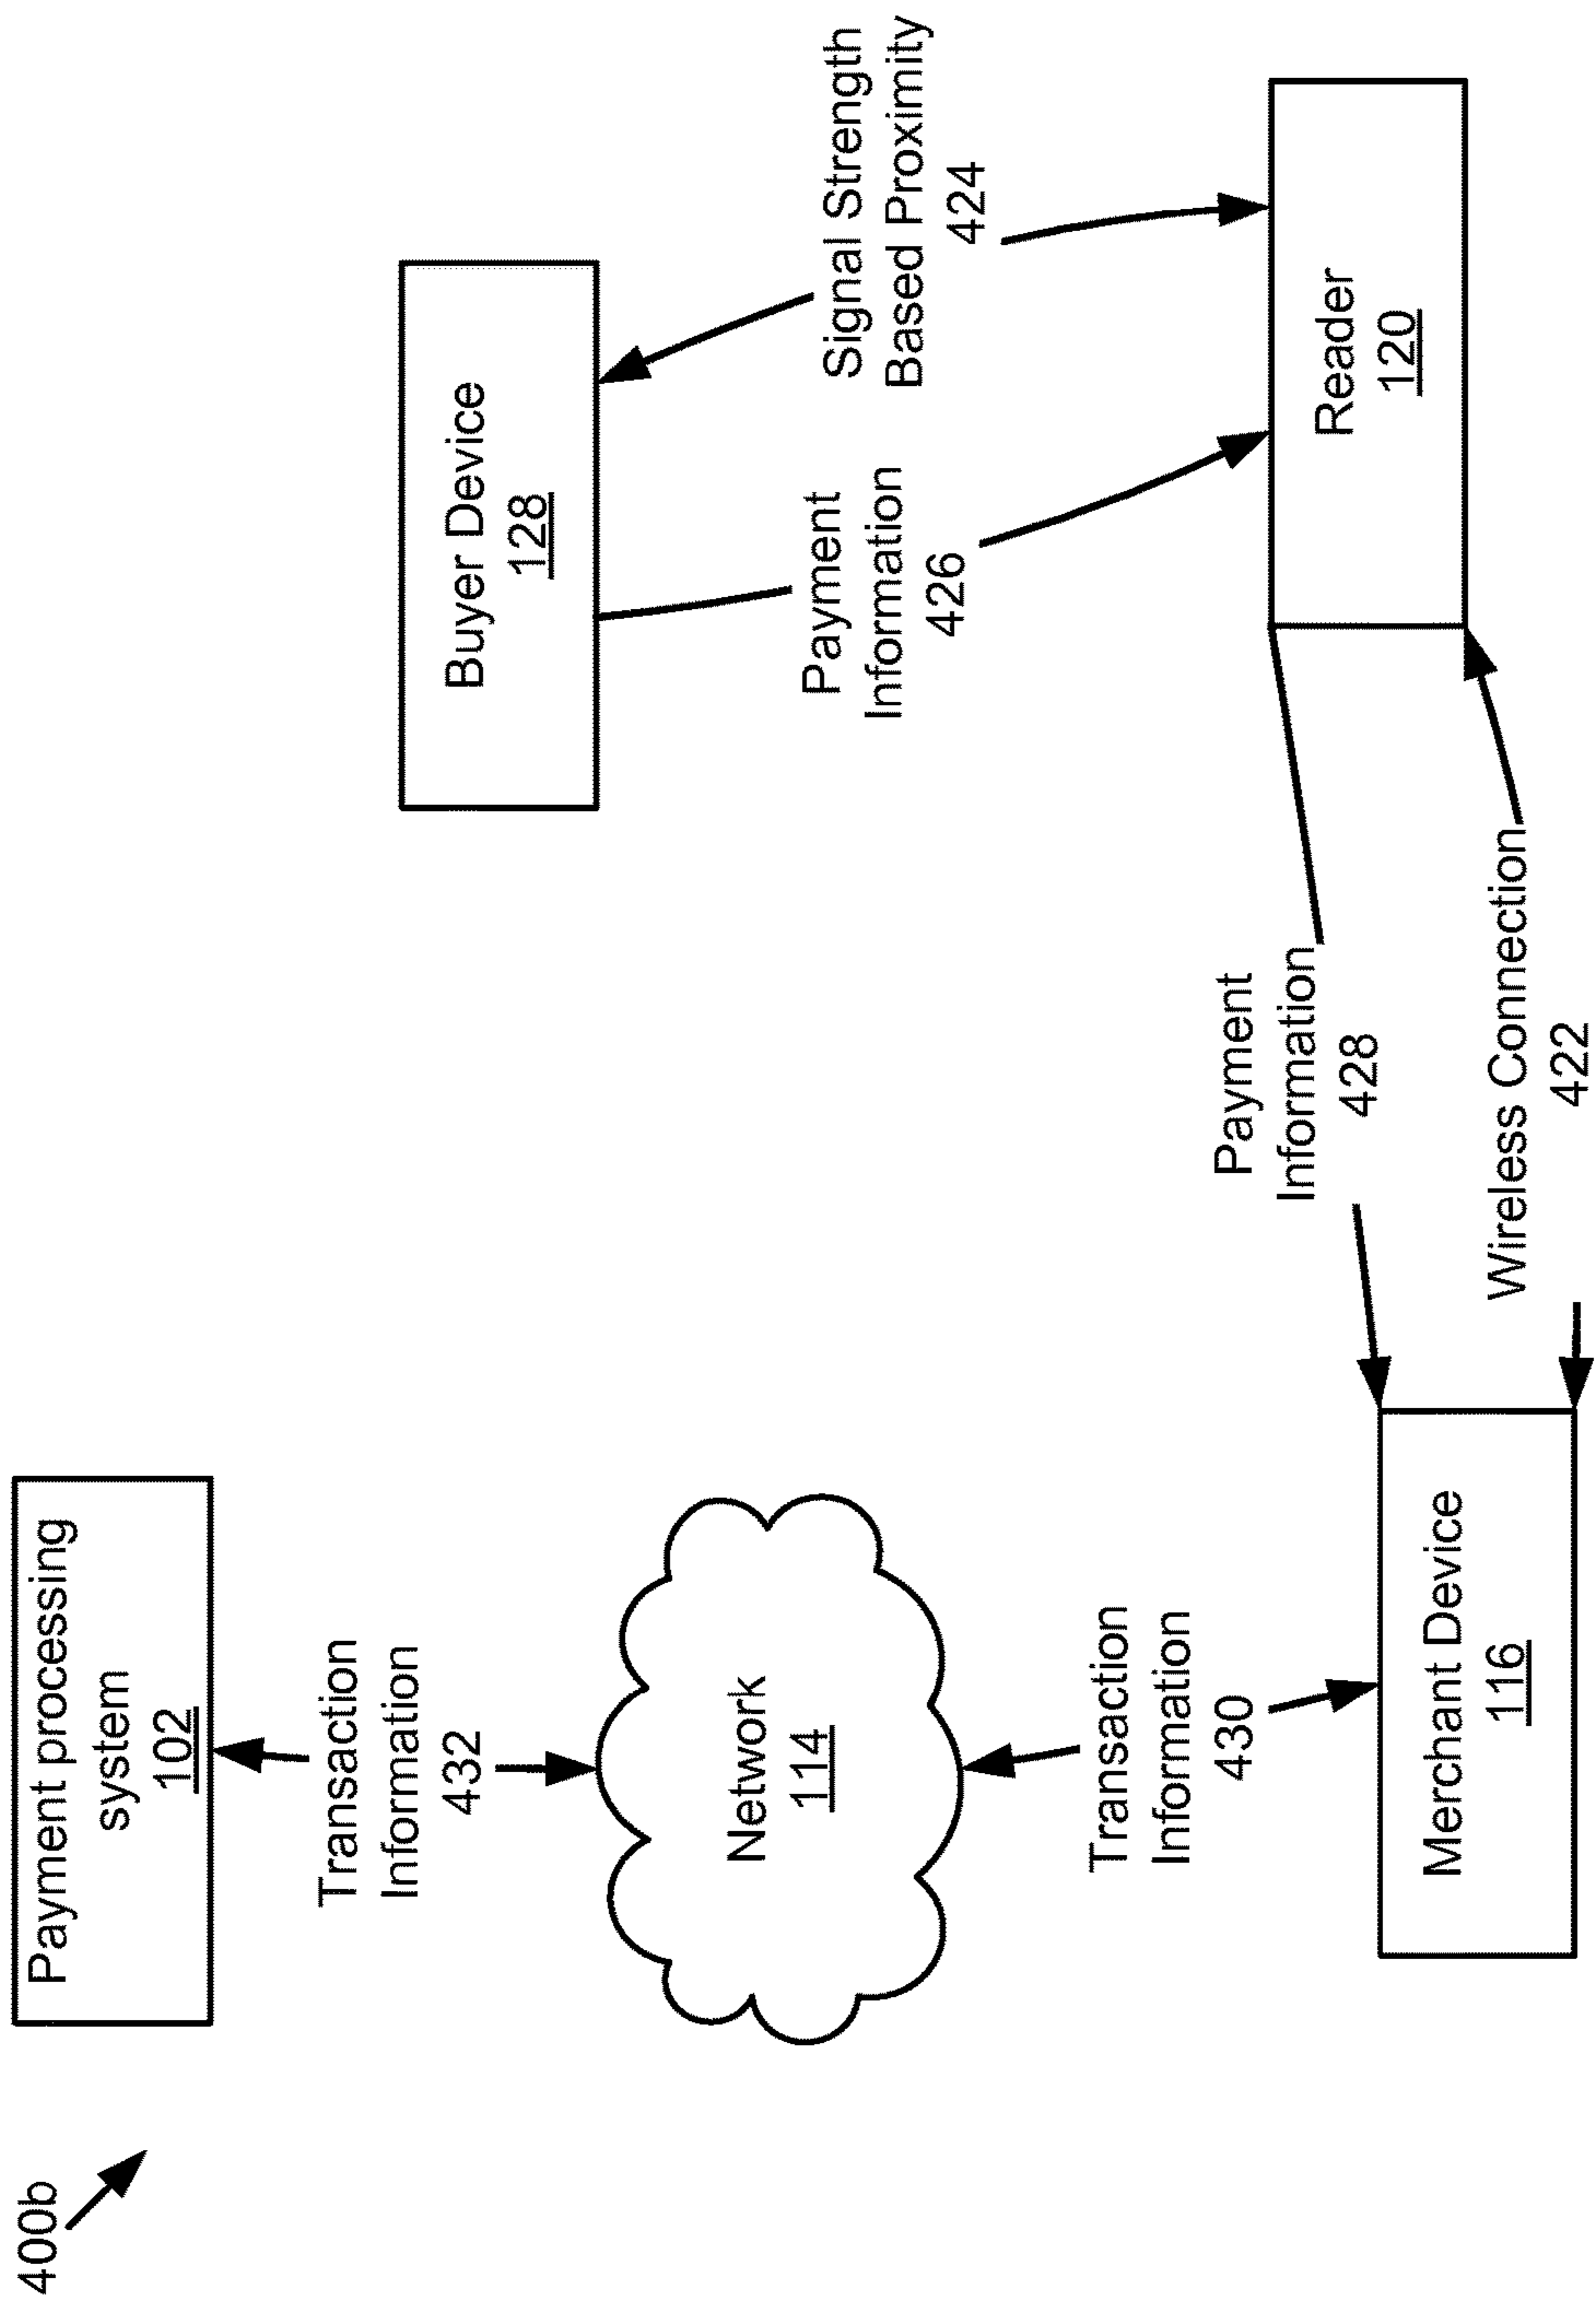 400b
Payment processing
system
102
Transaction
Information
432
Network
114
Transaction
Information
430
Merchant Device
116
Buyer Device
128
Payment
Information
426
Signal Strength
Based Proximity
424
Payment
Information
428
Reader
120
Wireless Connection
422